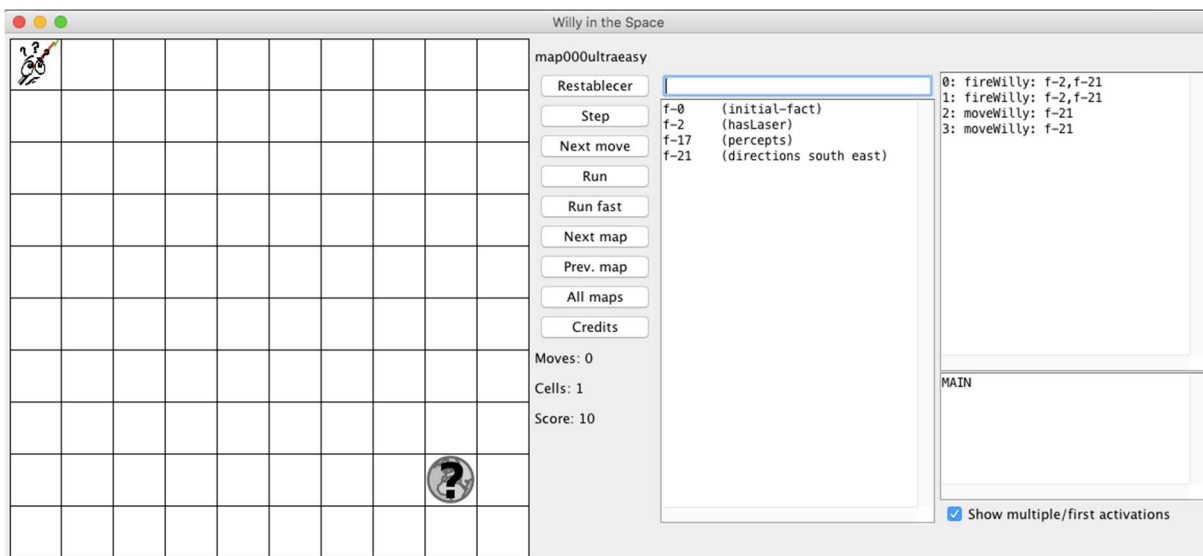 Willy in the Space
? ?
map000ultraeasy
Restablecer
Step
Next move
Run
Run fast
Next map
Prev. map
All maps
Credits
Moves: 0
Cells: 1
Score: 10
f-0 (initial-fact)
f-2 (hasLaser)
f-17 (percepts)
f-21 (directions south east)
0: fireWilly: f-2,f-21
1: fireWilly: f-2,f-21
2: moveWilly: f-21
3: moveWilly: f-21
MAIN
Show multiple/first activations
?